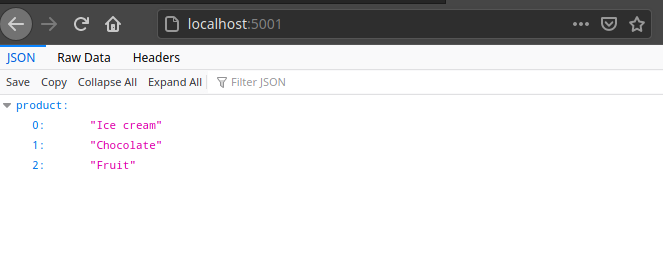 localhost:5001
JSON Raw Data Headers
Save Copy Collapse All Expand All Filter JSON
product:
0: "Ice cream"
1: "Chocolate"
2: "Fruit"